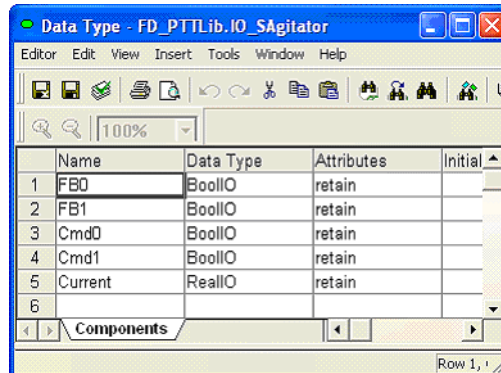 Data Type - FD_PTTLib.IO_SAgitator
Editor Edit View Insert Tools Window Help
100%
Name Data Type Attributes Initial
1 FB0 BoolIO retain
2 FB1 BoolIO retain
3 Cmd0 BoolIO retain
4 Cmd1 BoolIO retain
5 Current RealIO retain
6
Components
Row 1,